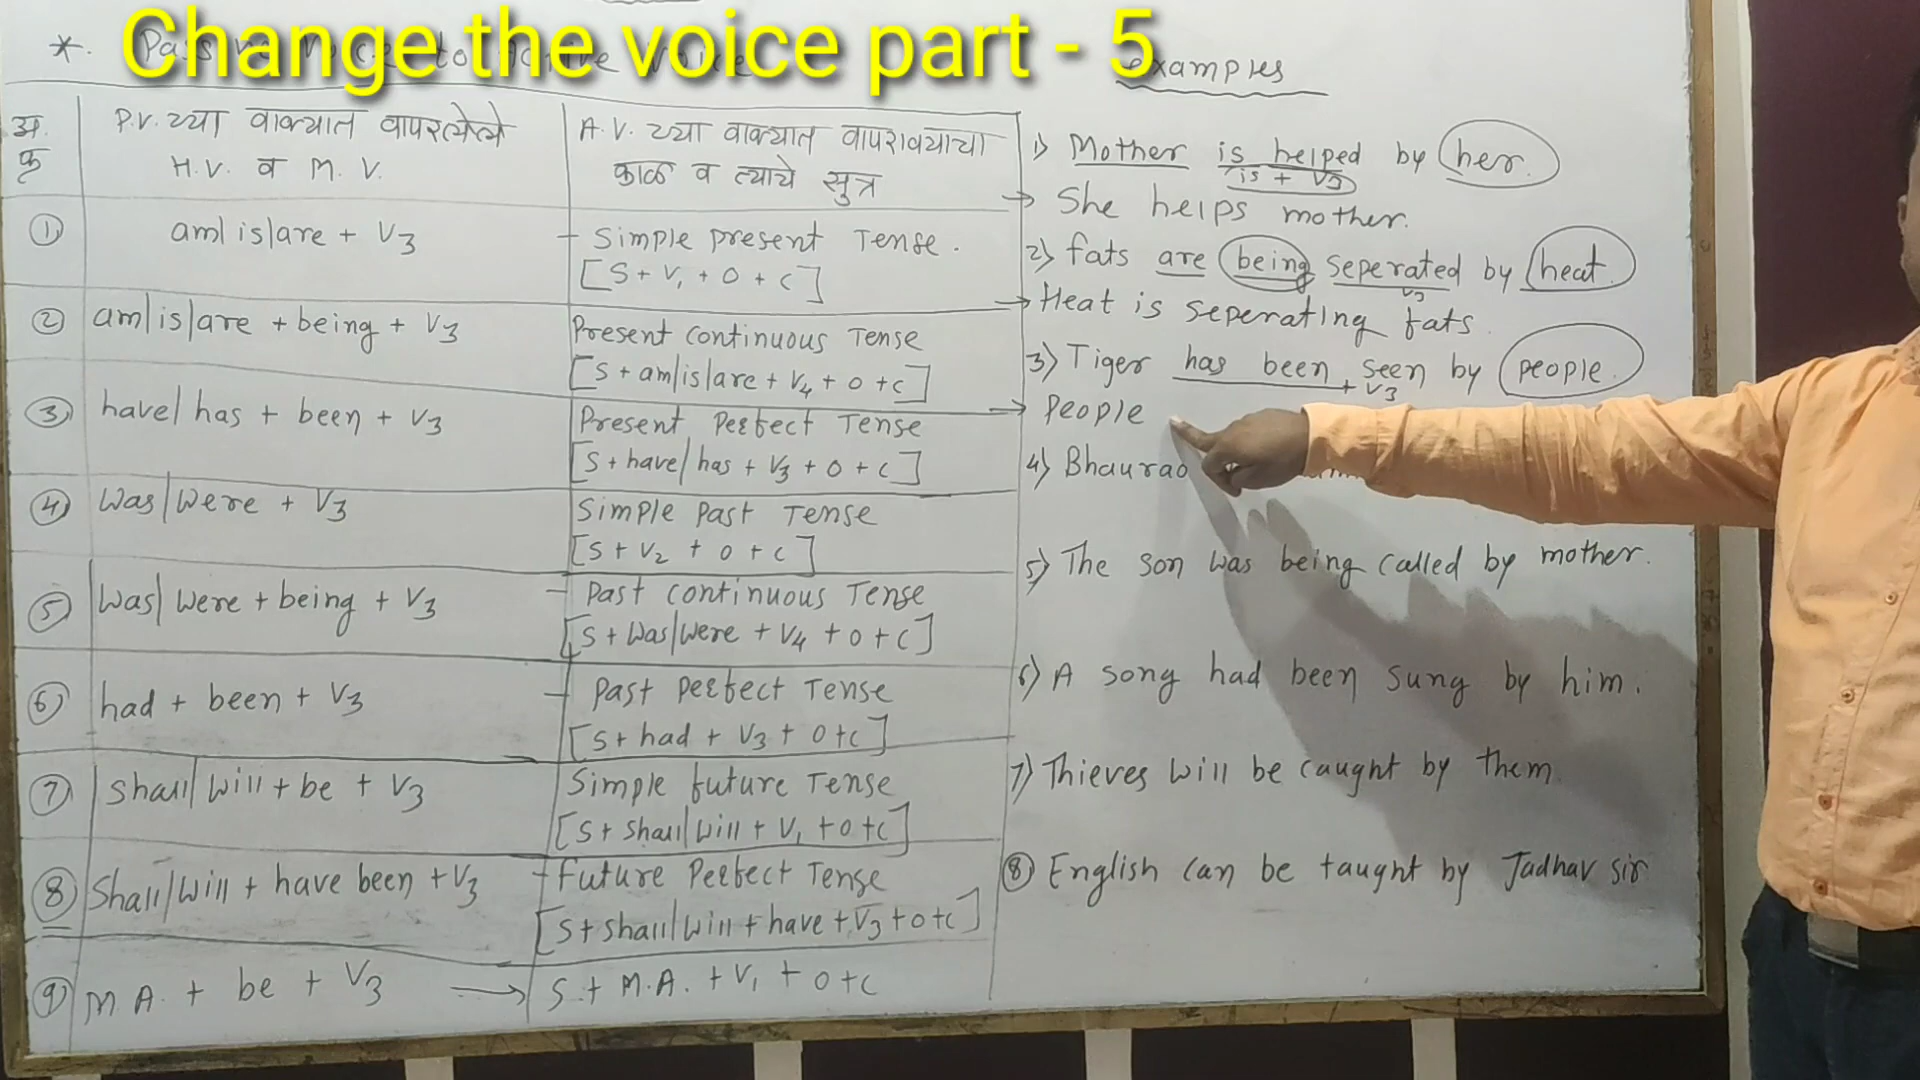 Change the voice part - 5
*. Passive voice to Active voice
Examples
अ.
क्र
P.V. च्या वाक्यात वापरलेले
H.V. व M.V.
A.V. च्या वाक्यात वापरावयाचा
काळ व त्याचे सुत्र
① am/is/are + V3
- Simple present Tense.
[S + V1 + O + C]
② am/is/are + being + V3
Present continuous Tense
[S + am/is/are + V4 + O + C]
③ have/has + been + V3
Present Perfect Tense
[S + have/has + V3 + O + C]
④ Was/Were + V3
Simple Past Tense
[S + V2 + O + C]
⑤ Was/Were + being + V3
- Past continuous Tense
[S + Was/Were + V4 + O + C]
⑥ had + been + V3
- Past Perfect Tense
[S + had + V3 + O + C]
⑦ Shall/will + be + V3
Simple future Tense
[S + Shall/will + V1 + O + C]
⑧ Shall/Will + have been + V3
- future Perfect Tense
[S + shall/will + have + V3 + O + C]
⑨ M.A. + be + V3 → S. + M.A. + V1 + O + C
1) Mother is helped by her.
is + V3
→ She helps mother.
2) fats are being seperated by heat.
V3
→ Heat is seperating fats.
3) Tiger has been seen by people.
+ V3
→ People
4) Bhaurao
5) The son was being called by mother.
6) A song had been sung by him.
7) Thieves will be caught by them
⑧ English can be taught by Jadhav sir